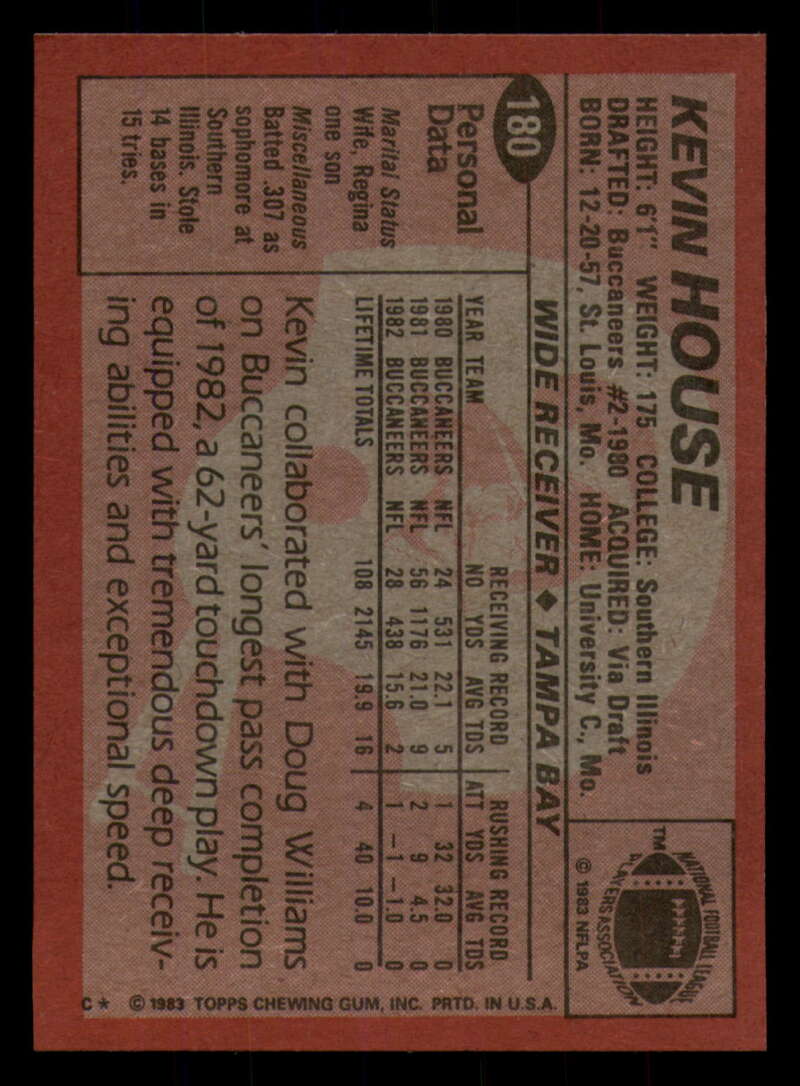 KEVIN HOUSE
HEIGHT: 6'1" WEIGHT: 175 COLLEGE: Southern Illinois
DRAFTED: Buccaneers #2-1980 ACQUIRED: Via Draft
BORN: 12-20-57, St. Louis, Mo. HOME: University C., Mo.
NATIONAL FOOTBALL LEAGUE
PLAYERS ASSOCIATION
TM
© 1983 NFLPA
180
Personal
Data
Marital Status
Wife, Regina
one son
Miscellaneous
Batted .307 as
sophomore at
Southern
Illinois. Stole
14 bases in
15 tries.
WIDE RECEIVER ♦ TAMPA BAY
RECEIVING RECORD RUSHING RECORD
YEAR TEAM NO YDS AVG TDS ATT YDS AVG TDS
1980 BUCCANEERS NFL 24 531 22.1 5 1 32 32.0 0
1981 BUCCANEERS NFL 56 1176 21.0 9 2 9 4.5 0
1982 BUCCANEERS NFL 28 438 15.6 2 1 -1 -1.0 0
LIFETIME TOTALS 108 2145 19.9 16 4 40 10.0 0
Kevin collaborated with Doug Williams
on Buccaneers' longest pass completion
of 1982, a 62-yard touchdown play. He is
equipped with tremendous deep receiv-
ing abilities and exceptional speed.
C* © 1983 TOPPS CHEWING GUM, INC. PRTD. IN U.S.A.